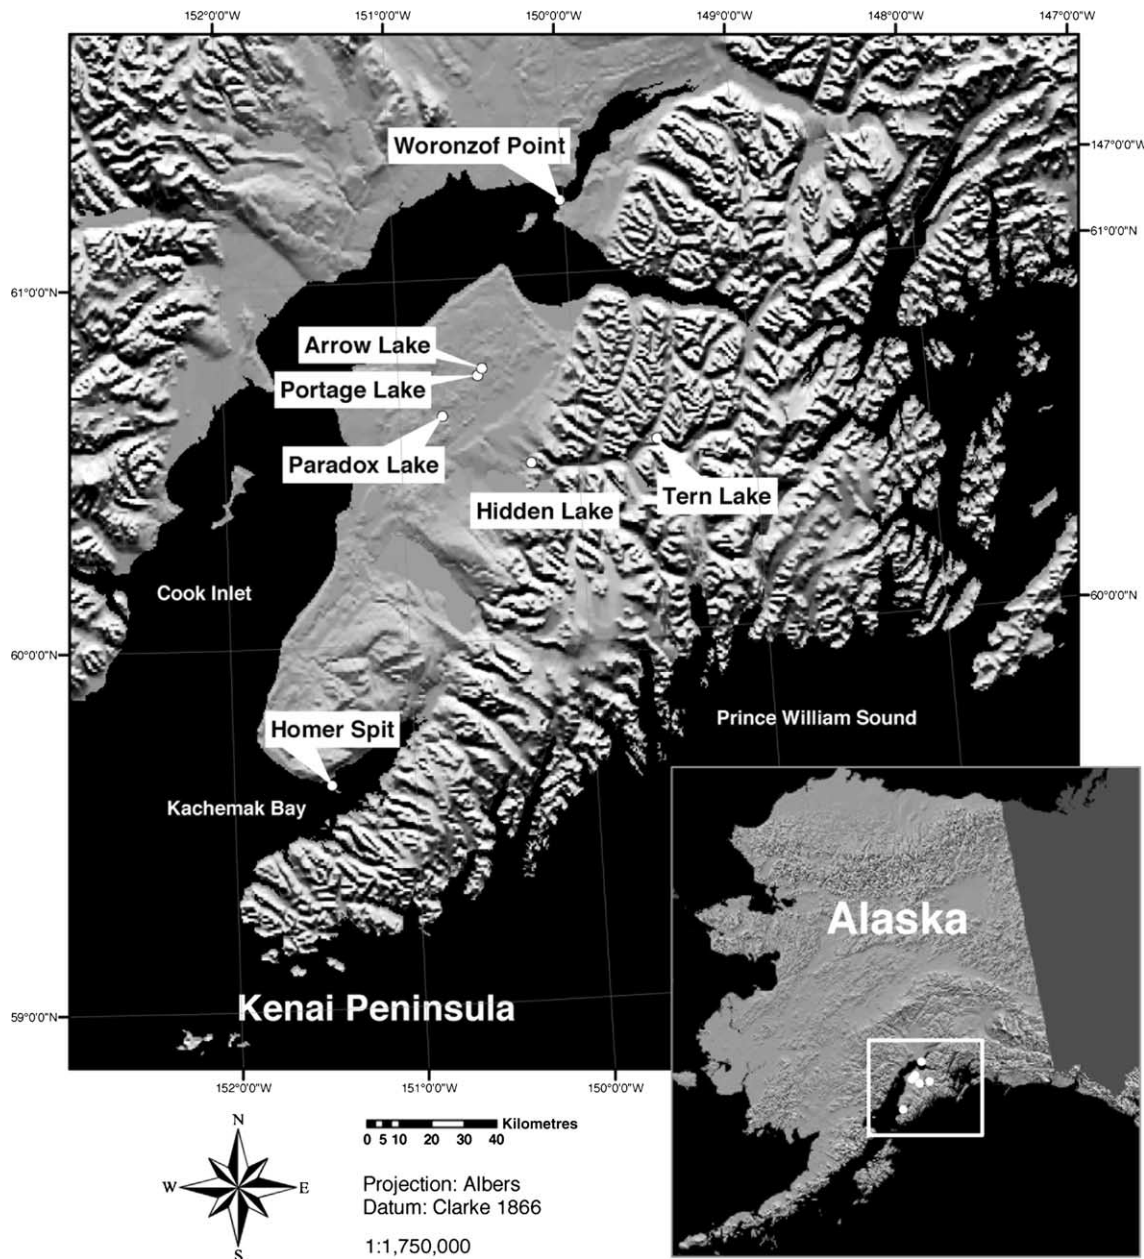 152°0'0"W 151°0'0"W 150°0'0"W 149°0'0"W 148°0'0"W 147°0'0"W
Woronzof Point
147°0'0"W
61°0'0"N
61°0'0"N
Arrow Lake
Portage Lake
Paradox Lake
Hidden Lake
Tern Lake
Cook Inlet
60°0'0"N
60°0'0"N
Homer Spit
Prince William Sound
Kachemak Bay
Alaska
Kenai Peninsula
59°0'0"N
152°0'0"W 151°0'0"W 150°0'0"W
N
W E
S
Kilometres
0 5 10 20 30 40
Projection: Albers
Datum: Clarke 1866
1:1,750,000